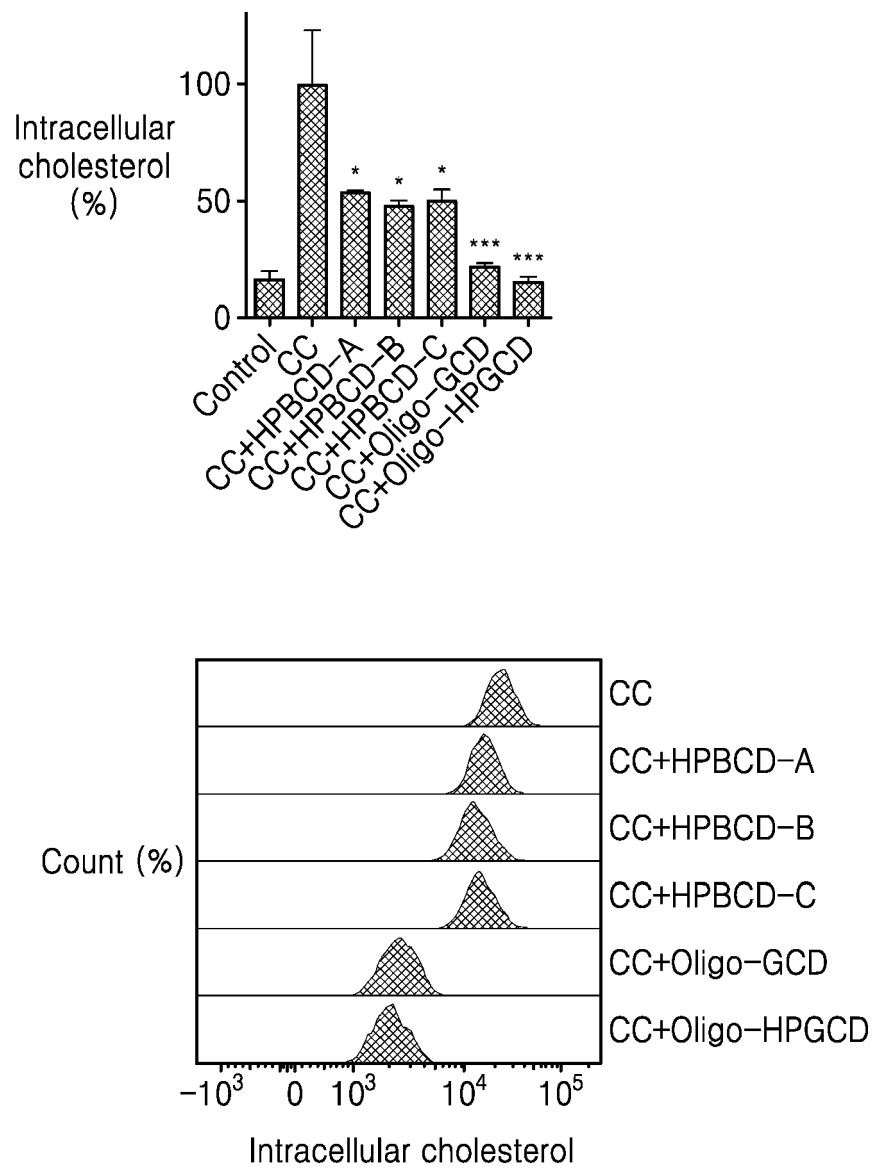 100
50
0
Intracellular
cholesterol
(%)
*
*
*
***
***
Control
CC
CC+HPBCD-A
CC+HPBCD-B
CC+HPBCD-C
CC+Oligo-GCD
CC+Oligo-HPGCD
CC
CC+HPBCD-A
CC+HPBCD-B
Count (%)
CC+HPBCD-C
CC+Oligo-GCD
CC+Oligo-HPGCD
−10³ 0 10³ 10⁴ 10⁵
Intracellular cholesterol